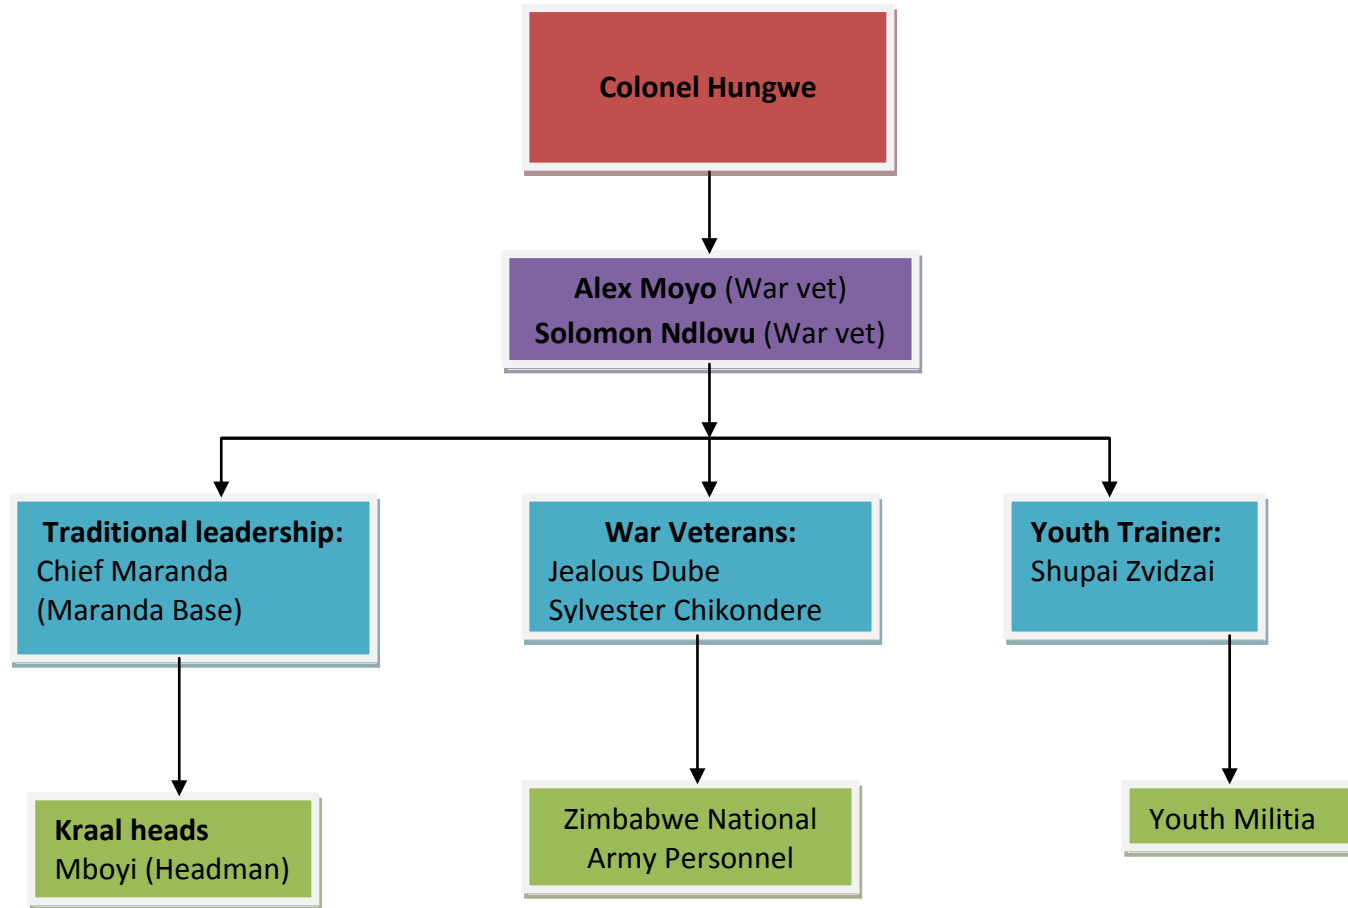 Colonel Hungwe
Alex Moyo (War vet)
Solomon Ndlovu (War vet)
Traditional leadership:
Chief Maranda
(Maranda Base)
War Veterans:
Jealous Dube
Sylvester Chikondere
Youth Trainer:
Shupai Zvidzai
Kraal heads
Mboyi (Headman)
Zimbabwe National
Army Personnel
Youth Militia